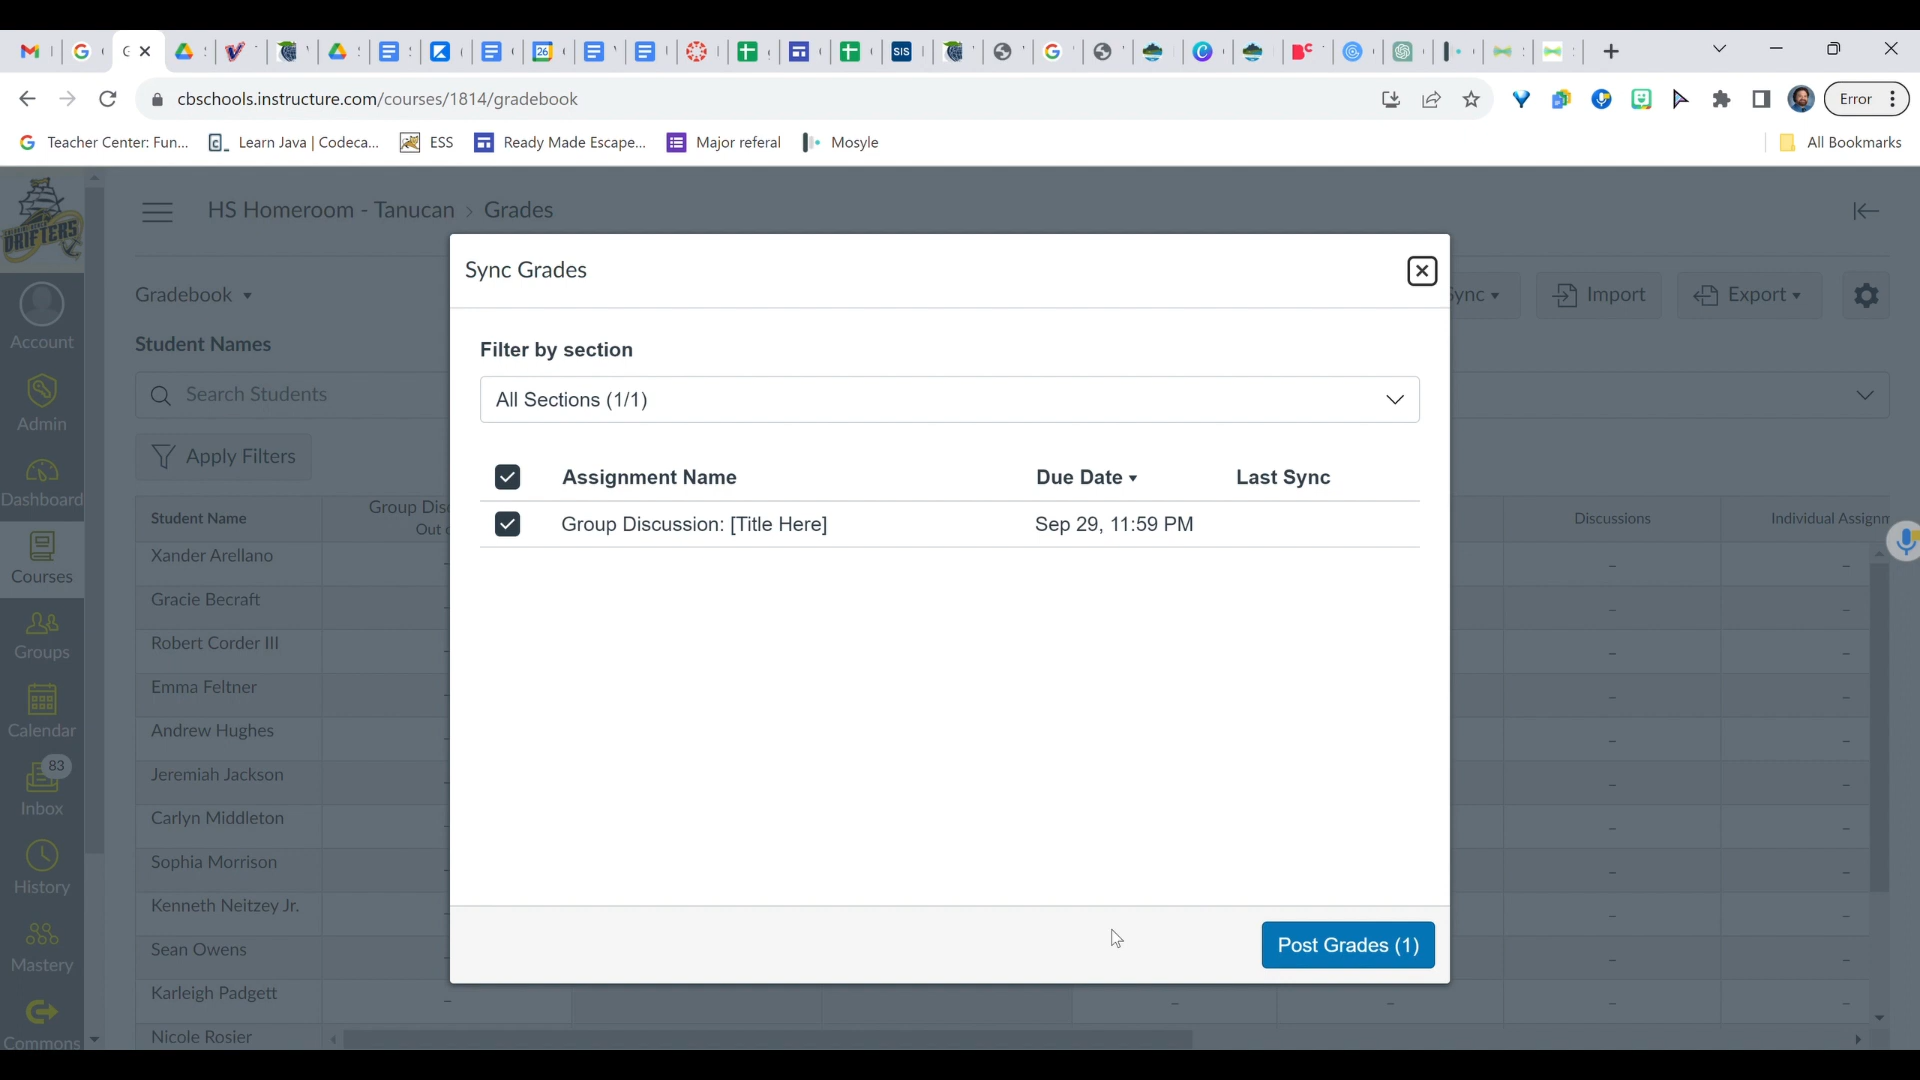 cbschools.instructure.com/courses/1814/gradebook
Error
Teacher Center: Fun...
Learn Java | Codeca...
ESS
Ready Made Escape...
Major referal
Mosyle
All Bookmarks
DRIFTERS
HS Homeroom - Tanucan > Grades
Sync Grades
Gradebook
Sync
Import
Export
Account
Student Names
Filter by section
Search Students
All Sections (1/1)
Admin
Apply Filters
Assignment Name Due Date Last Sync
Dashboard
Group Discussion: [Title Here] Sep 29, 11:59 PM
Student Name
Group Disc
Out o
Discussions
Individual Assignm
Xander Arellano
Courses
Gracie Becraft
Robert Corder III
Groups
Emma Feltner
Andrew Hughes
Calendar
Jeremiah Jackson
83
Inbox
Carlyn Middleton
Sophia Morrison
History
Kenneth Neitzey Jr.
Sean Owens
Post Grades (1)
Mastery
Karleigh Padgett
Nicole Rosier
Commons